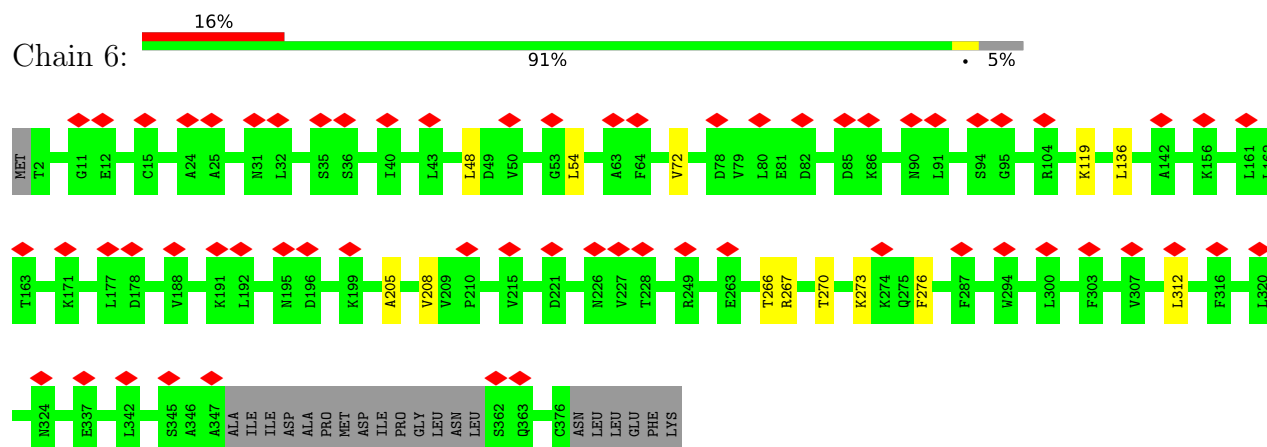 16%
Chain 6:
91% • 5%
MET T2 G11 E12 C15 A24 A25 N31 L32 S35 S36 I40 L43 L48 D49 V50 G53 L54 A63 F64 V72 D78 V79 L80 E81 D82 D85 K86 N90 L91 S94 G95 R104 K119 L136 A142 K156 L161 L162
T163 K171 L177 D178 V188 K191 L192 N195 D196 K199 A205 V208 V209 P210 V215 D221 N226 V227 T228 R249 E263 T266 R267 T270 K273 K274 Q275 F276 F287 W294 L300 F303 V307 L312 F316 L320
N324 E337 L342 S345 A346 A347 ALA ILE ILE ASP ALA PRO MET ASP ILE PRO GLY LEU ASN LEU S362 Q363 C376 ASN LEU LEU GLU PHE LYS